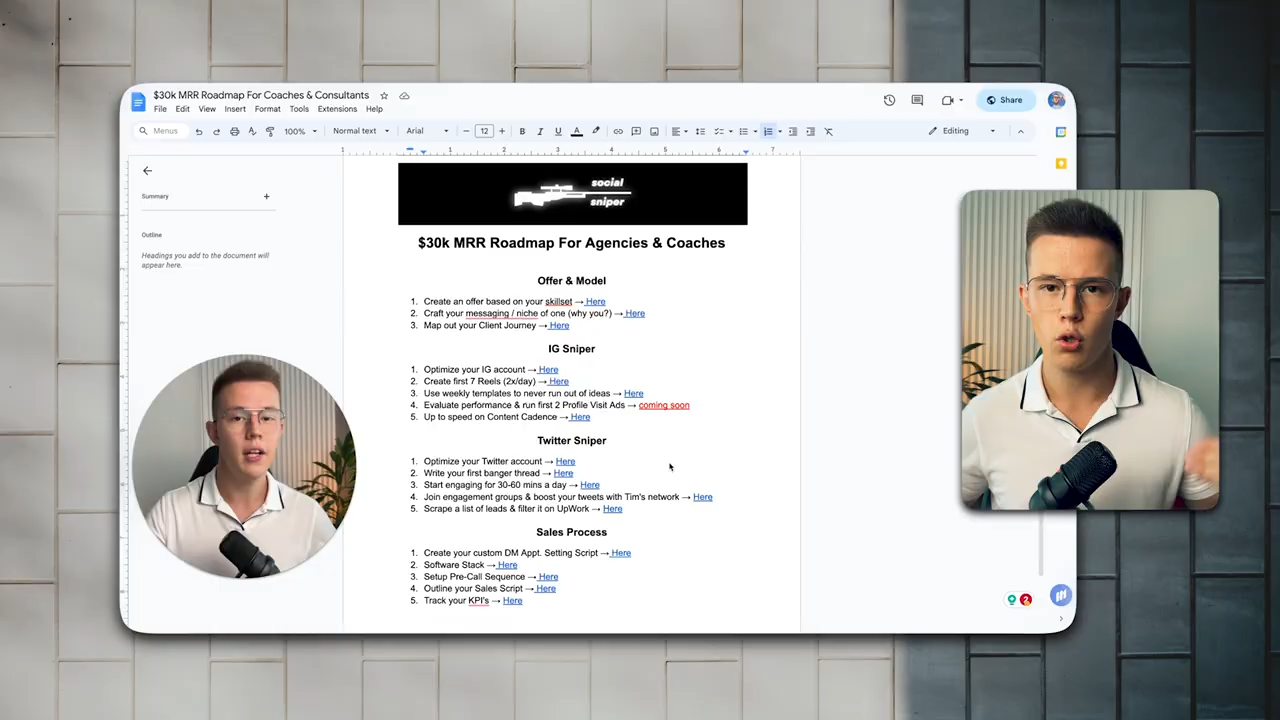 $30k MRR Roadmap For Coaches & Consultants
File Edit View Insert Format Tools Extensions Help
Share
Menus 100% Normal text Arial 12 Editing
1 1 2 3 4 5 6 7
social
sniper
Summary
Outline
Headings you add to the document will
appear here.
$30k MRR Roadmap For Agencies & Coaches
Offer & Model
1. Create an offer based on your skillset → Here
2. Craft your messaging / niche of one (why you?) → Here
3. Map out your Client Journey → Here
IG Sniper
1. Optimize your IG account → Here
2. Create first 7 Reels (2x/day) → Here
3. Use weekly templates to never run out of ideas → Here
4. Evaluate performance & run first 2 Profile Visit Ads → coming soon
5. Up to speed on Content Cadence → Here
Twitter Sniper
1. Optimize your Twitter account → Here
2. Write your first banger thread → Here
3. Start engaging for 30-60 mins a day → Here
4. Join engagement groups & boost your tweets with Tim's network → Here
5. Scrape a list of leads & filter it on UpWork → Here
Sales Process
1. Create your custom DM Appt. Setting Script → Here
2. Software Stack → Here
3. Setup Pre-Call Sequence → Here
4. Outline your Sales Script → Here
5. Track your KPI's → Here
2